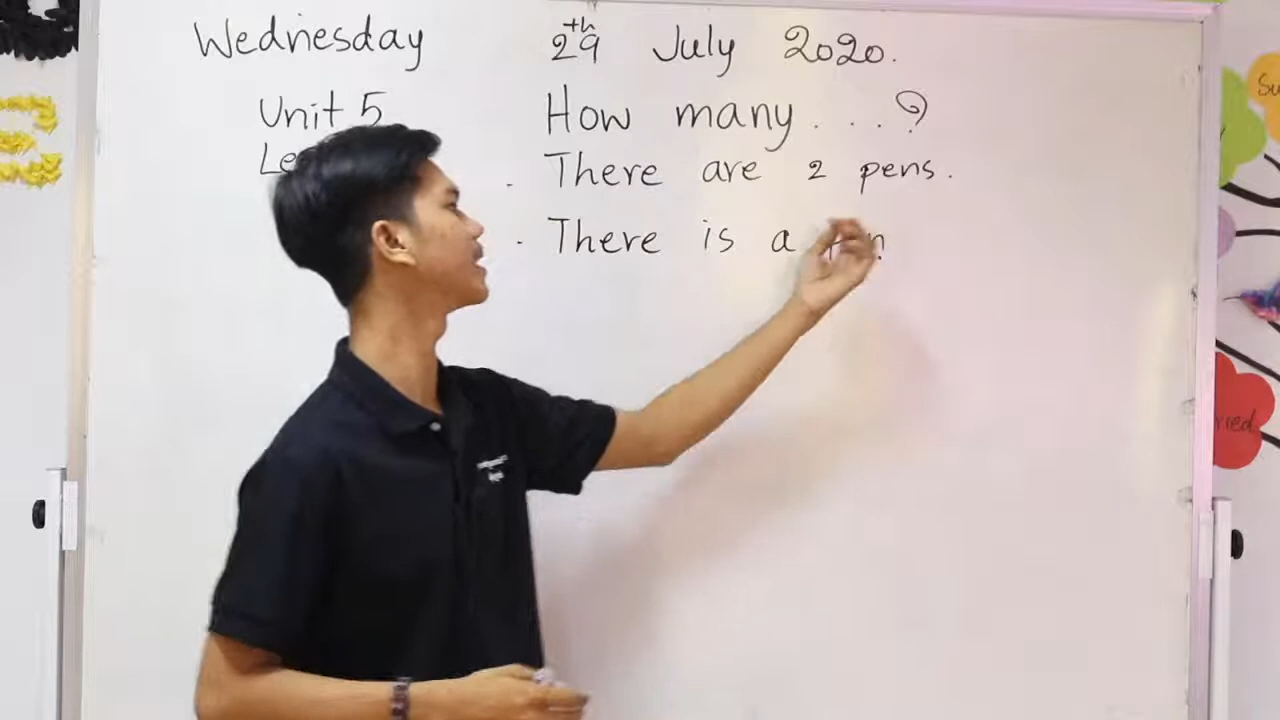 Wednesday 29th July 2020.
Unit 5 How many...?
. There are 2 pens.
. There is a